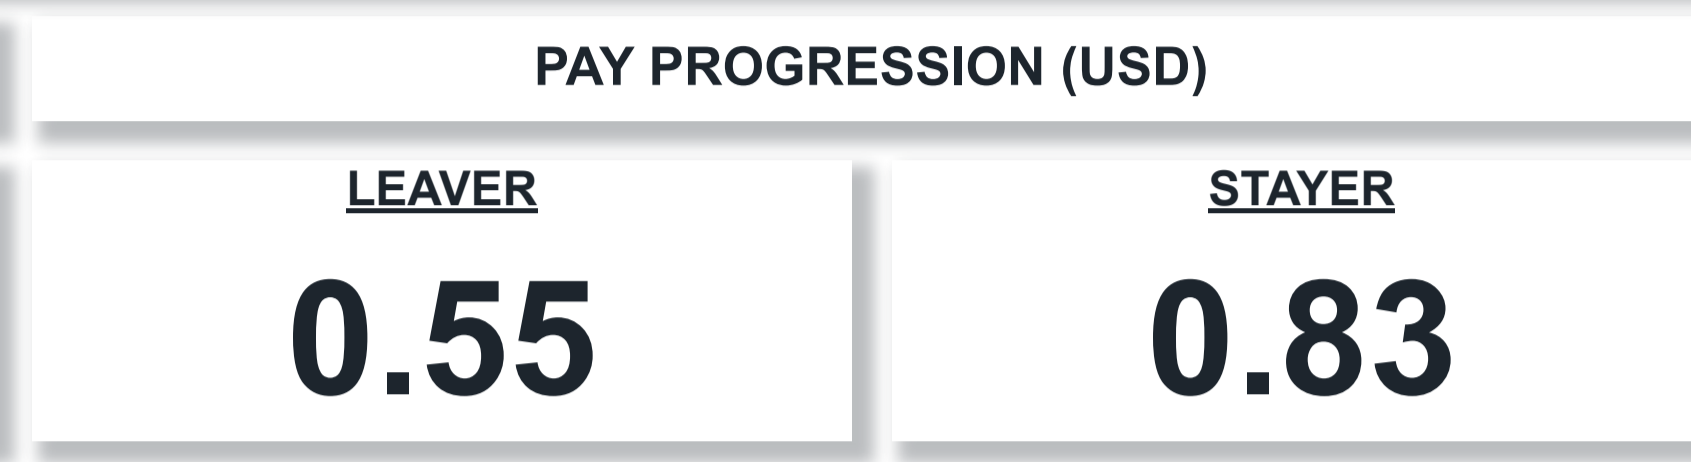 PAY PROGRESSION (USD)
LEAVER
STAYER
0.55
0.83